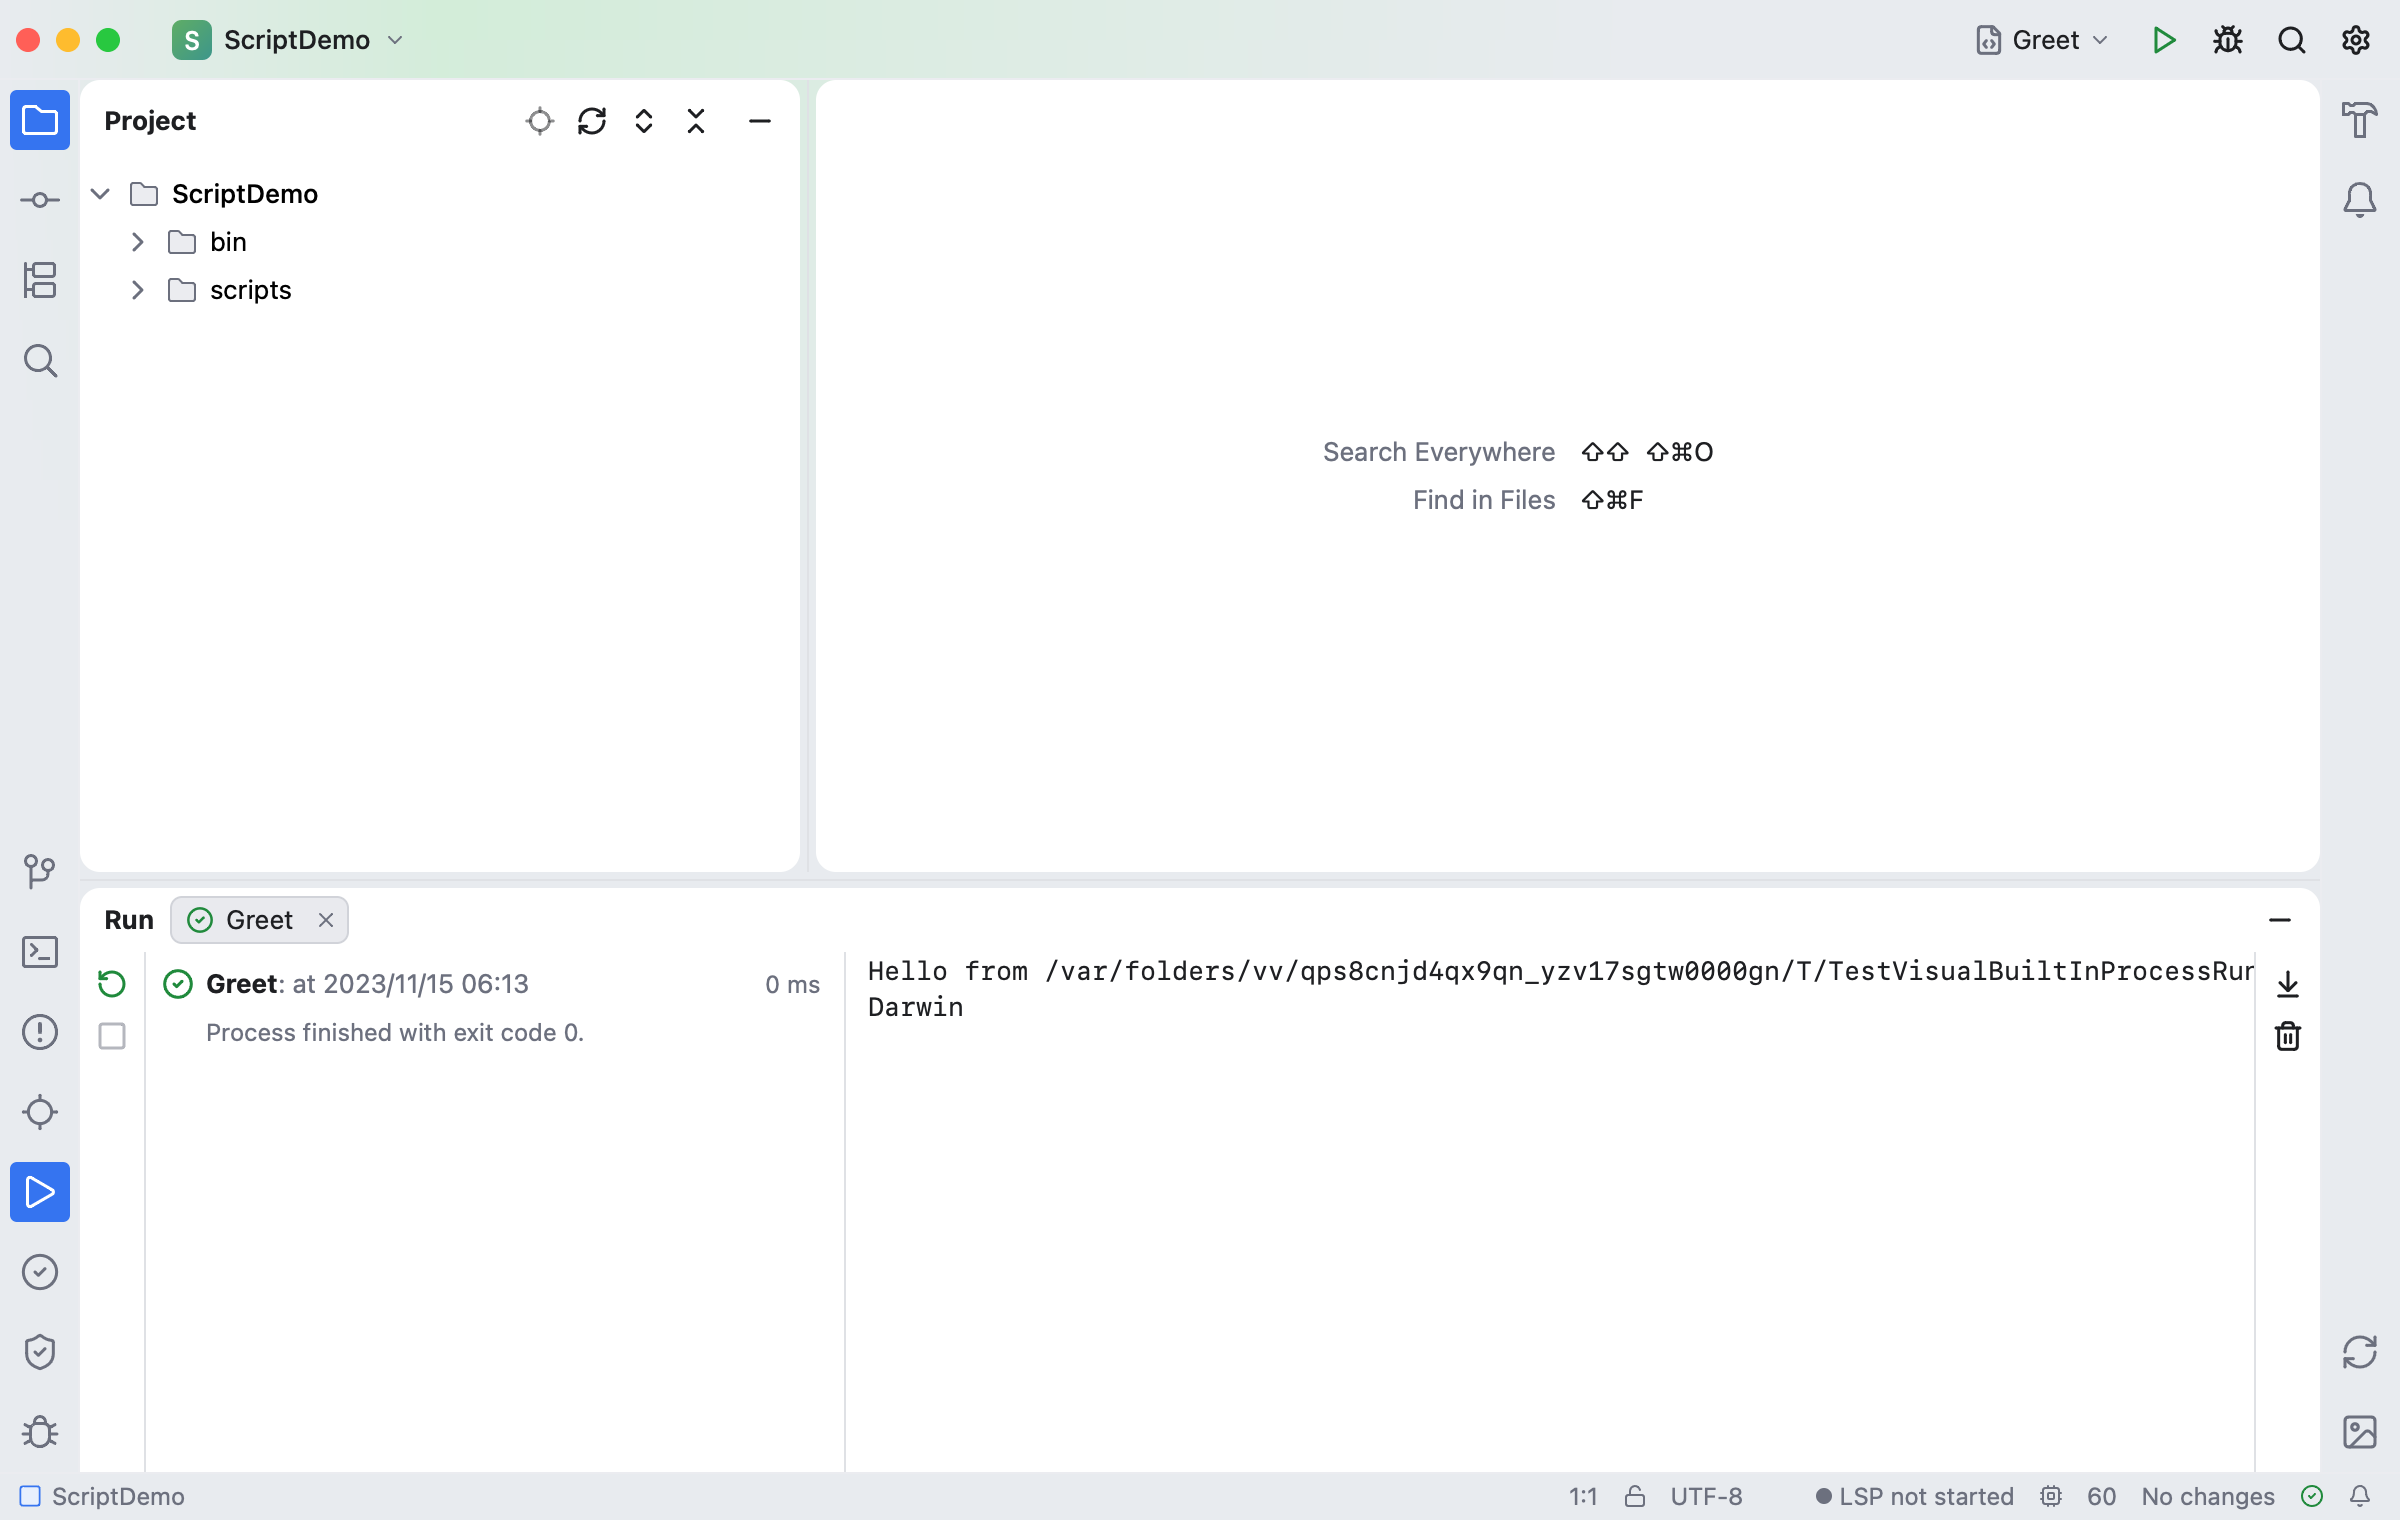 S ScriptDemo
Greet
Project
ScriptDemo
bin
scripts
Search Everywhere ⇧⇧ ⇧⌘O
Find in Files ⇧⌘F
Run
Greet
Greet: at 2023/11/15 06:13 0 ms
Process finished with exit code 0.
Hello from /var/folders/vv/qps8cnjd4qx9qn_yzv17sgtw0000gn/T/TestVisualBuiltInProcessRun
Darwin
ScriptDemo
1:1 UTF-8 LSP not started 60 No changes